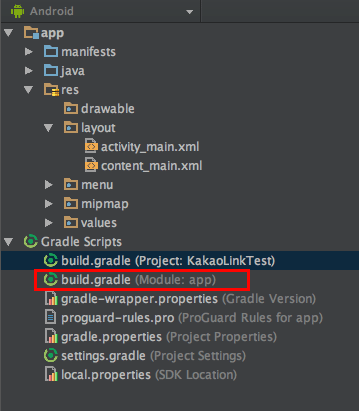 Android
app
manifests
java
res
drawable
layout
activity_main.xml
content_main.xml
menu
mipmap
values
Gradle Scripts
build.gradle (Project: KakaoLinkTest)
build.gradle (Module: app)
gradle-wrapper.properties (Gradle Version)
proguard-rules.pro (ProGuard Rules for app)
gradle.properties (Project Properties)
settings.gradle (Project Settings)
local.properties (SDK Location)